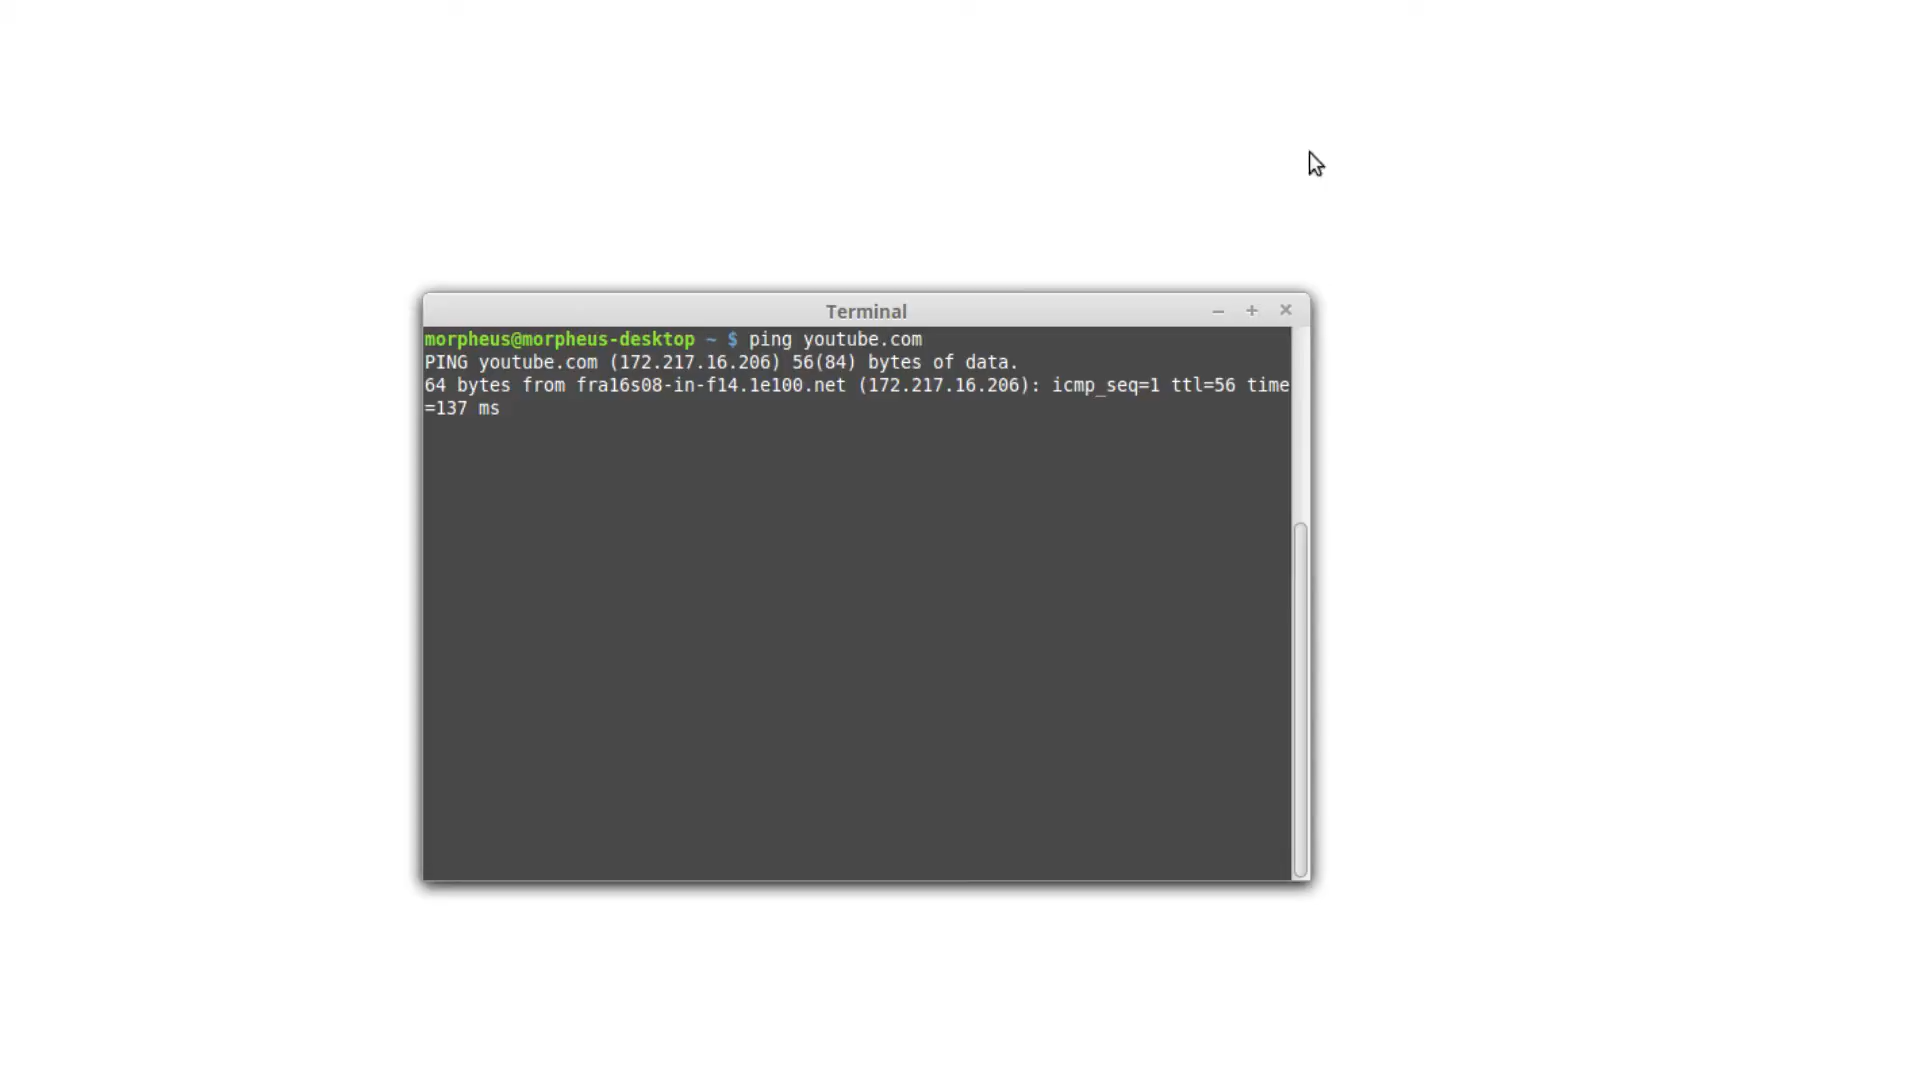 Terminal
morpheus@morpheus-desktop ~ $ ping youtube.com
PING youtube.com (172.217.16.206) 56(84) bytes of data.
64 bytes from fra16s08-in-f14.1e100.net (172.217.16.206): icmp_seq=1 ttl=56 time
=137 ms